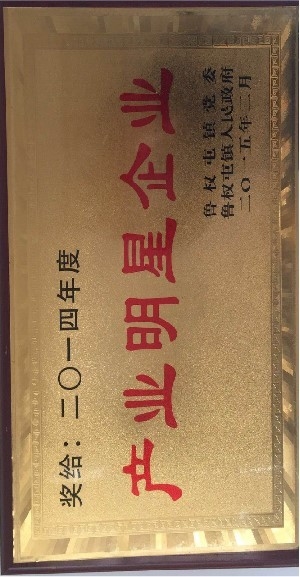 奖给：二〇一四年度
产业明星企业
鲁权屯镇党委
鲁权屯镇人民政府
二〇一五年二月